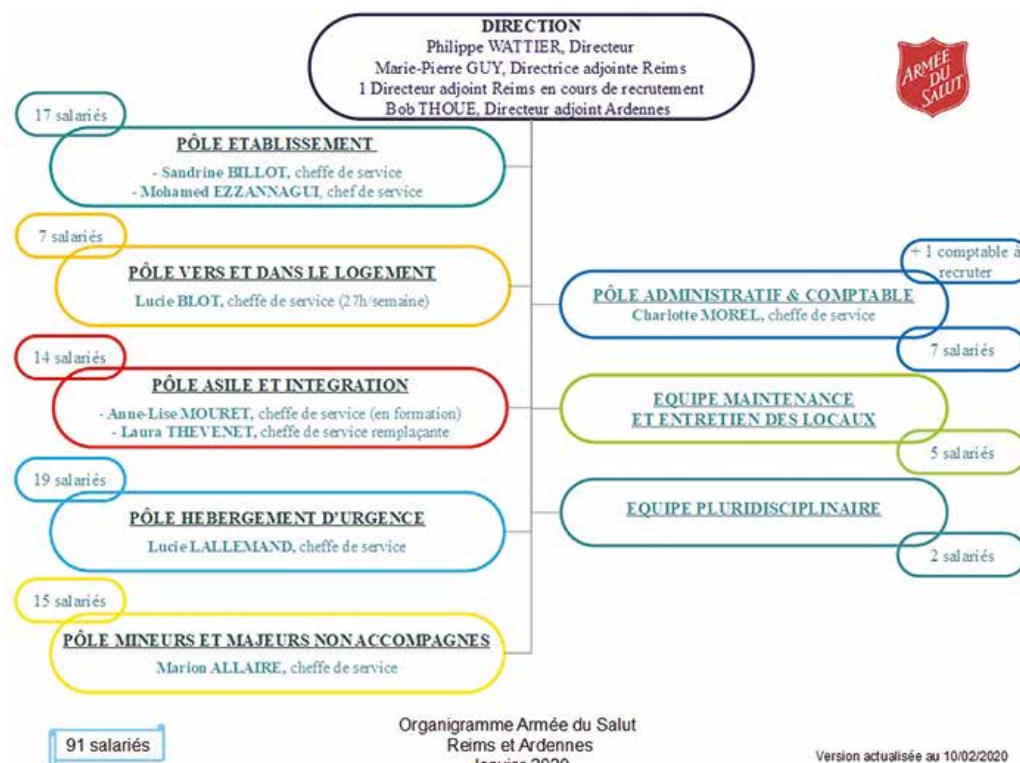 DIRECTION
Philippe WATTIER, Directeur
Marie-Pierre GUY, Directrice adjointe Reims
1 Directeur adjoint Reims en cours de recrutement
Bob THOUE, Directeur adjoint Ardennes
ARMÉE
DU
SALUT
17 salariés
PÔLE ETABLISSEMENT
- Sandrine BILLOT, cheffe de service
- Mohamed EZZANNAGUI, chef de service
7 salariés
PÔLE VERS ET DANS LE LOGEMENT
Lucie BLOT, cheffe de service (27h/semaine)
14 salariés
PÔLE ASILE ET INTEGRATION
- Anne-Lise MOURET, cheffe de service (en formation)
- Laura THEVENET, cheffe de service remplaçante
19 salariés
PÔLE HEBERGEMENT D'URGENCE
Lucie LALLEMAND, cheffe de service
15 salariés
PÔLE MINEURS ET MAJEURS NON ACCOMPAGNES
Marion ALLAIRE, cheffe de service
+ 1 comptable à
recruter
PÔLE ADMINISTRATIF & COMPTABLE
Charlotte MOREL, cheffe de service
7 salariés
EQUIPE MAINTENANCE
ET ENTRETIEN DES LOCAUX
5 salariés
EQUIPE PLURIDISCIPLINAIRE
2 salariés
91 salariés
Organigramme Armée du Salut
Reims et Ardennes
Janvier 2020
Version actualisée au 10/02/2020